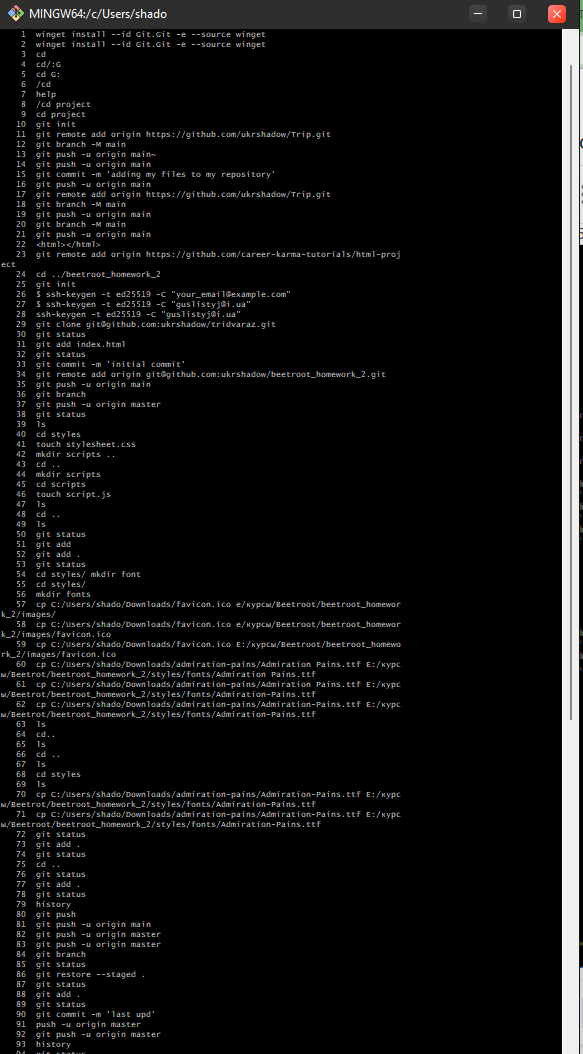 MINGW64:/c/Users/shado
1 winget install --id Git.Git -e --source winget
2 winget install --id Git.Git -e --source winget
3 cd
4 cd/:G
5 cd G:
6 /cd
7 help
8 /cd project
9 cd project
10 git init
11 git remote add origin https://github.com/ukrshadow/Trip.git
12 git branch -M main
13 git push -u origin main~
14 git push -u origin main
15 git commit -m 'adding my files to my repository'
16 git push -u origin main
17 git remote add origin https://github.com/ukrshadow/Trip.git
18 git branch -M main
19 git push -u origin main
20 git branch -M main
21 git push -u origin main
22 <html></html>
23 git remote add origin https://github.com/career-karma-tutorials/html-proj
ect
24 cd ../beetroot_homework_2
25 git init
26 $ ssh-keygen -t ed25519 -C "your_email@example.com"
27 $ ssh-keygen -t ed25519 -C "guslistyj@i.ua"
28 ssh-keygen -t ed25519 -C "guslistyj@i.ua"
29 git clone git@github.com:ukrshadow/tridvaraz.git
30 git status
31 git add index.html
32 git status
33 git commit -m 'initial commit'
34 git remote add origin git@github.com:ukrshadow/beetroot_homework_2.git
35 git push -u origin main
36 git branch
37 git push -u origin master
38 git status
39 ls
40 cd styles
41 touch stylesheet.css
42 mkdir scripts ..
43 cd ..
44 mkdir scripts
45 cd scripts
46 touch script.js
47 ls
48 cd ..
49 ls
50 git status
51 git add
52 git add .
53 git status
54 cd styles/ mkdir font
55 cd styles/
56 mkdir fonts
57 cp C:/Users/shado/Downloads/favicon.ico e/курсы/Beetroot/beetroot_homewor
k_2/images/
58 cp C:/Users/shado/Downloads/favicon.ico e/курсы/Beetroot/beetroot_homewor
k_2/images/favicon.ico
59 cp C:/Users/shado/Downloads/favicon.ico E:/курсы/Beetroot/beetroot_homewo
rk_2/images/favicon.ico
60 cp C:/Users/shado/Downloads/admiration-pains/Admiration Pains.ttf E:/курс
ы/Beetrot/beetroot_homework_2/styles/fonts/Admiration Pains.ttf
61 cp C:/Users/shado/Downloads/admiration-pains/Admiration-Pains.ttf E:/курс
ы/Beetrot/beetroot_homework_2/styles/fonts/Admiration-Pains.ttf
62 cp C:/Users/shado/Downloads/admiration-pains/Admiration-Pains.ttf E:/курс
ы/Beetrot/beetroot_homework_2/styles/fonts/Admiration-Pains.ttf
63 ls
64 cd..
65 ls
66 cd ..
67 ls
68 cd styles
69 ls
70 cp C:/Users/shado/Downloads/admiration-pains/Admiration-Pains.ttf E:/курс
ы/Beetrot/beetroot_homework_2/styles/fonts/Admiration-Pains.ttf
71 cp C:/Users/shado/Downloads/admiration-pains/Admiration-Pains.ttf E:/курс
ы/Beetroot/beetroot_homework_2/styles/fonts/Admiration-Pains.ttf
72 git status
73 git add .
74 git status
75 cd ..
76 git status
77 git add .
78 git status
79 history
80 git push
81 git push -u origin main
82 git push -u origin master
83 git push -u origin master
84 git branch
85 git status
86 git restore --staged .
87 git status
88 git add .
89 git status
90 git commit -m 'last upd'
91 push -u origin master
92 git push -u origin master
93 history
94 git status